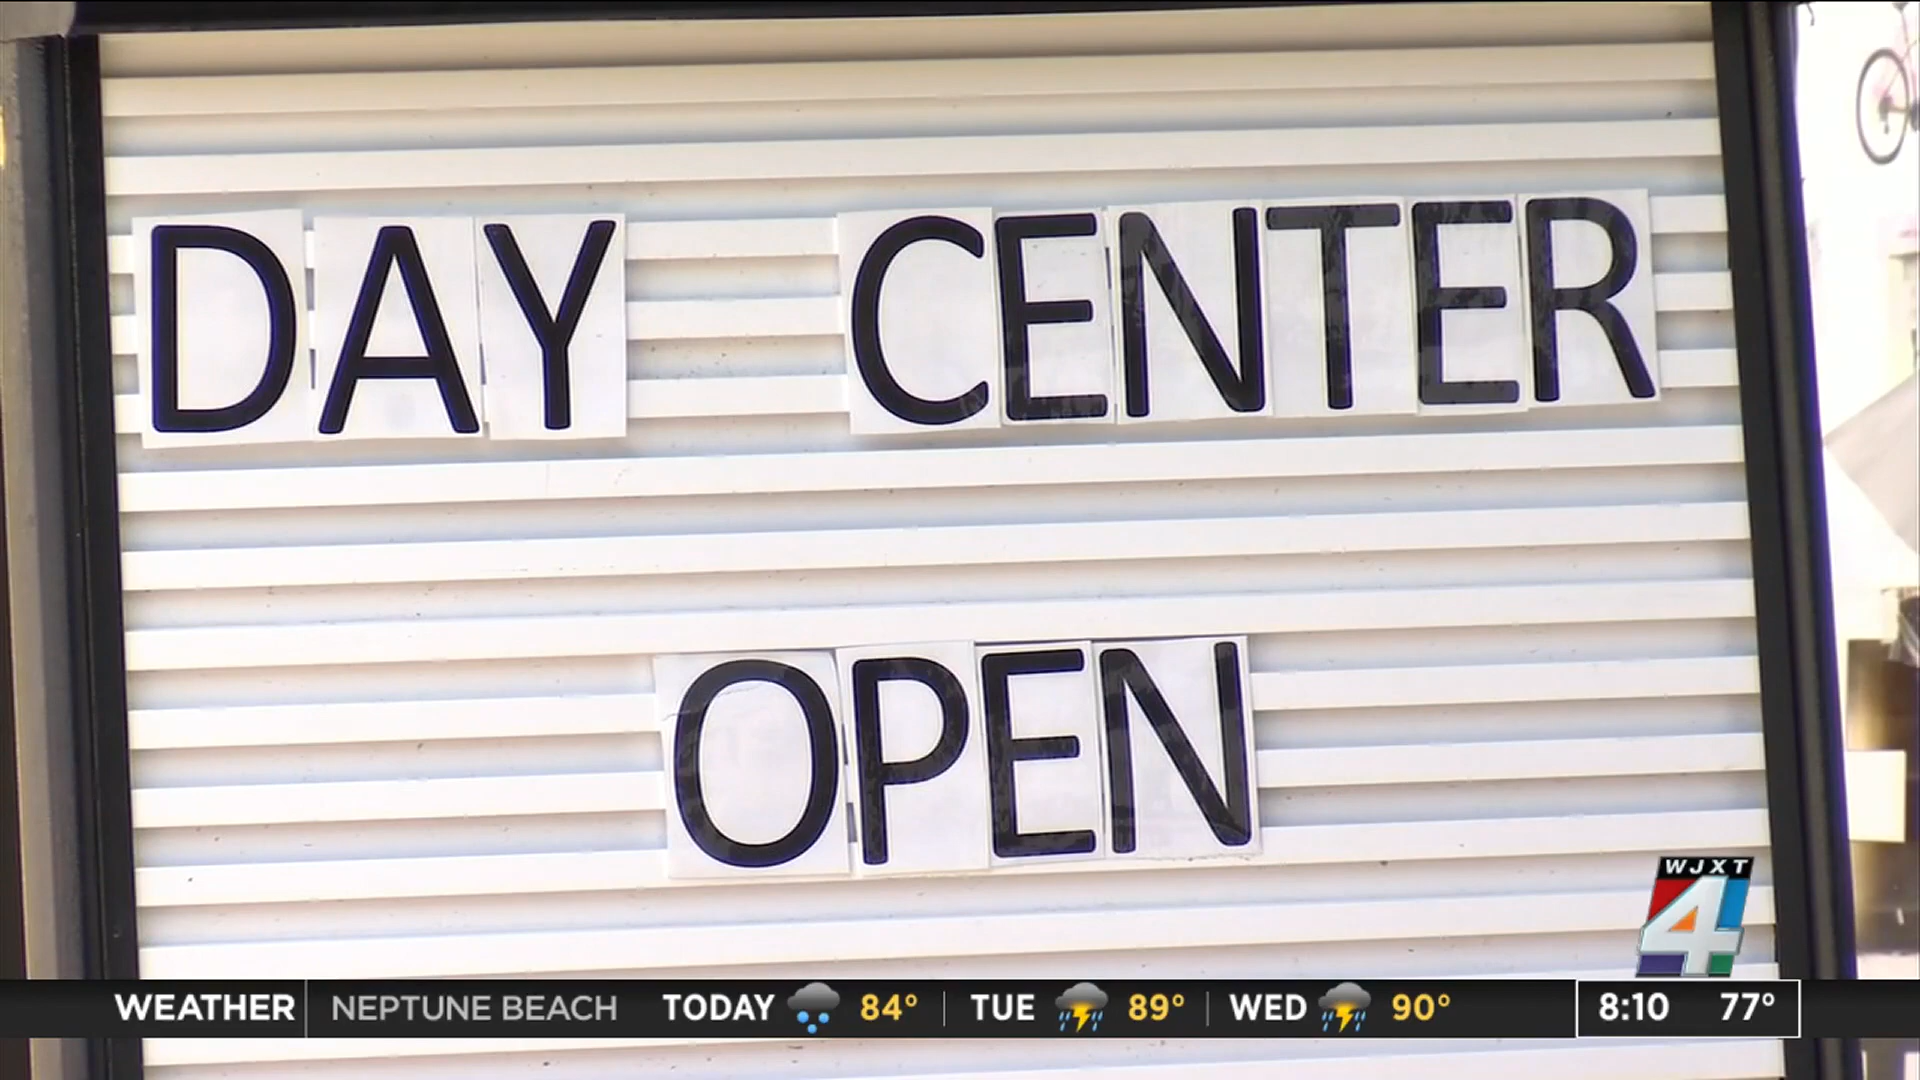 DAY CENTER
OPEN
WJXT
4
WEATHER NEPTUNE BEACH TODAY 84° TUE 89° WED 90° 8:10 77°